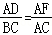 AD/BC = AF/AC